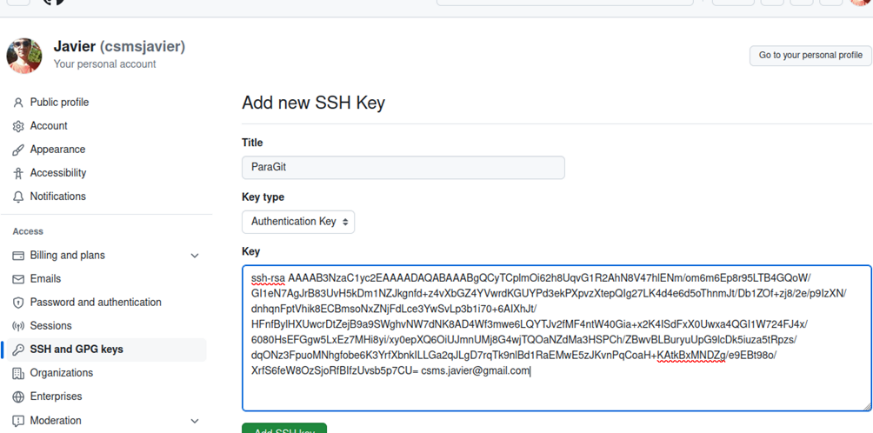 Javier (csmsjavier)
Your personal account
Go to your personal profile
Public profile
Account
Appearance
Accessibility
Notifications
Access
Billing and plans
Emails
Password and authentication
Sessions
SSH and GPG keys
Organizations
Enterprises
Moderation
Add new SSH Key
Title
ParaGit
Key type
Authentication Key
Key
ssh-rsa AAAAB3NzaC1yc2EAAAADAQABAAABgQCyTCplmOi62h8UqvG1R2AhN8V47hlENm/om6m6Ep8r95LTB4GQoW/
GI1eN7AgJrB83UvH5kDm1NZJkgnfd+z4vXbGZ4YVwrdKGUYPd3ekPXpvzXtepQlg27LK4d4e6d5oThnmJt/Db1ZOf+zj8/2e/p9IzXN/
dnhqnFptVhik8ECBmsoNxZNjFdLce3YwSvLp3b1i70+6AIXhJt/
HFnfByIHXUwcrDtZejB9a9SWghvNW7dNK8AD4Wf3mwe6LQYTJv2fMF4ntW40Gia+x2K4lSdFxX0Uwxa4QGI1W724FJ4x/
6080HsEFGgw5LxEz7MHi8yi/xy0epXQ6OiUJmnUMj8G4wjTQOaNZdMa3HSPCh/ZBwvBLBuryuUpG9lcDk5iuza5tRpzs/
dqONz3FpuoMNhgfobe6K3YrfXbnkILLGa2qJLgD7rqTk9nlBd1RaEMwE5zJKvnPqCoaH+KAtkBxMNDZg/e9EBt98o/
XrfS6feW8OzSjoRfBIfzUvsb5p7CU= csms.javier@gmail.com
Add SSH key